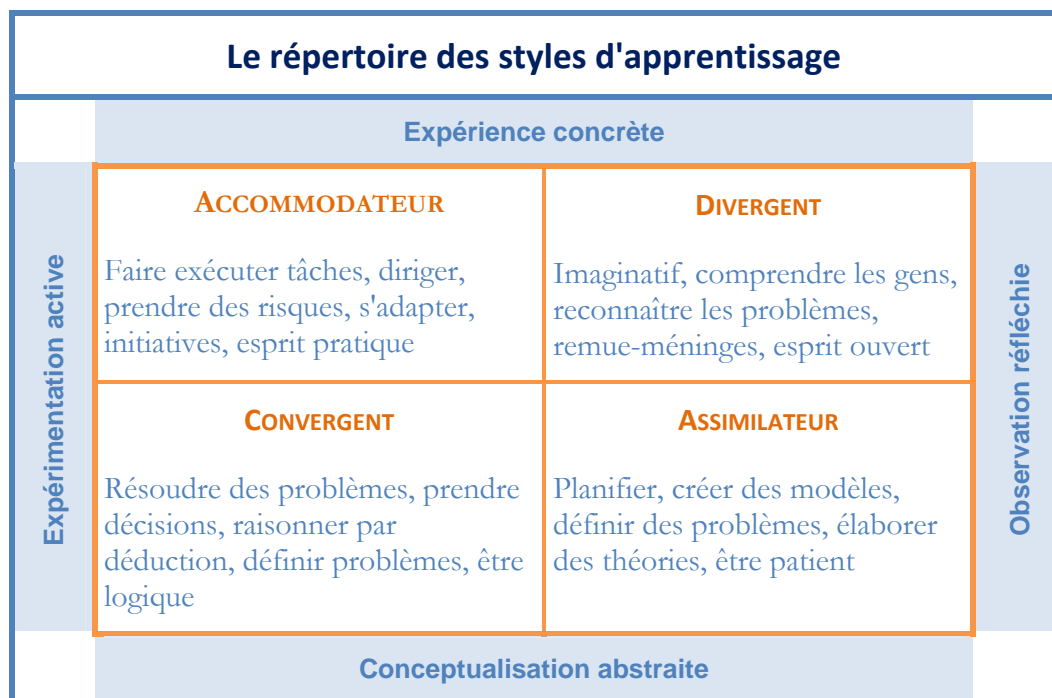 Le répertoire des styles d'apprentissage
Expérience concrète
Expérimentation active
ACCOMMODATEUR
Faire exécuter tâches, diriger,
prendre des risques, s'adapter,
initiatives, esprit pratique
DIVERGENT
Imaginatif, comprendre les gens,
reconnaître les problèmes,
remue-méninges, esprit ouvert
Observation réfléchie
CONVERGENT
Résoudre des problèmes, prendre
décisions, raisonner par
déduction, définir problèmes, être
logique
ASSIMILATEUR
Planifier, créer des modèles,
définir des problèmes, élaborer
des théories, être patient
Conceptualisation abstraite